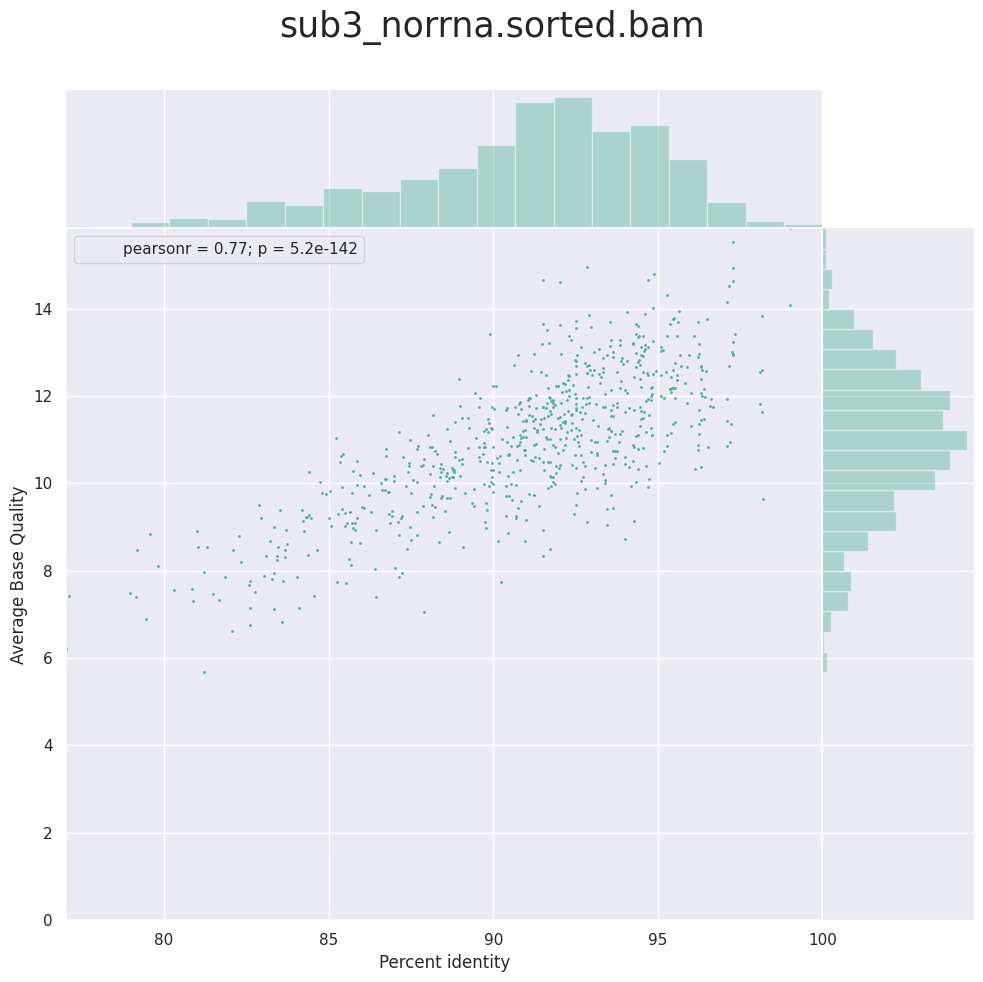 sub3_norrna.sorted.bam
pearsonr = 0.77; p = 5.2e-142
Average Base Quality
14
12
10
8
6
4
2
0
80 85 90 95 100
Percent identity